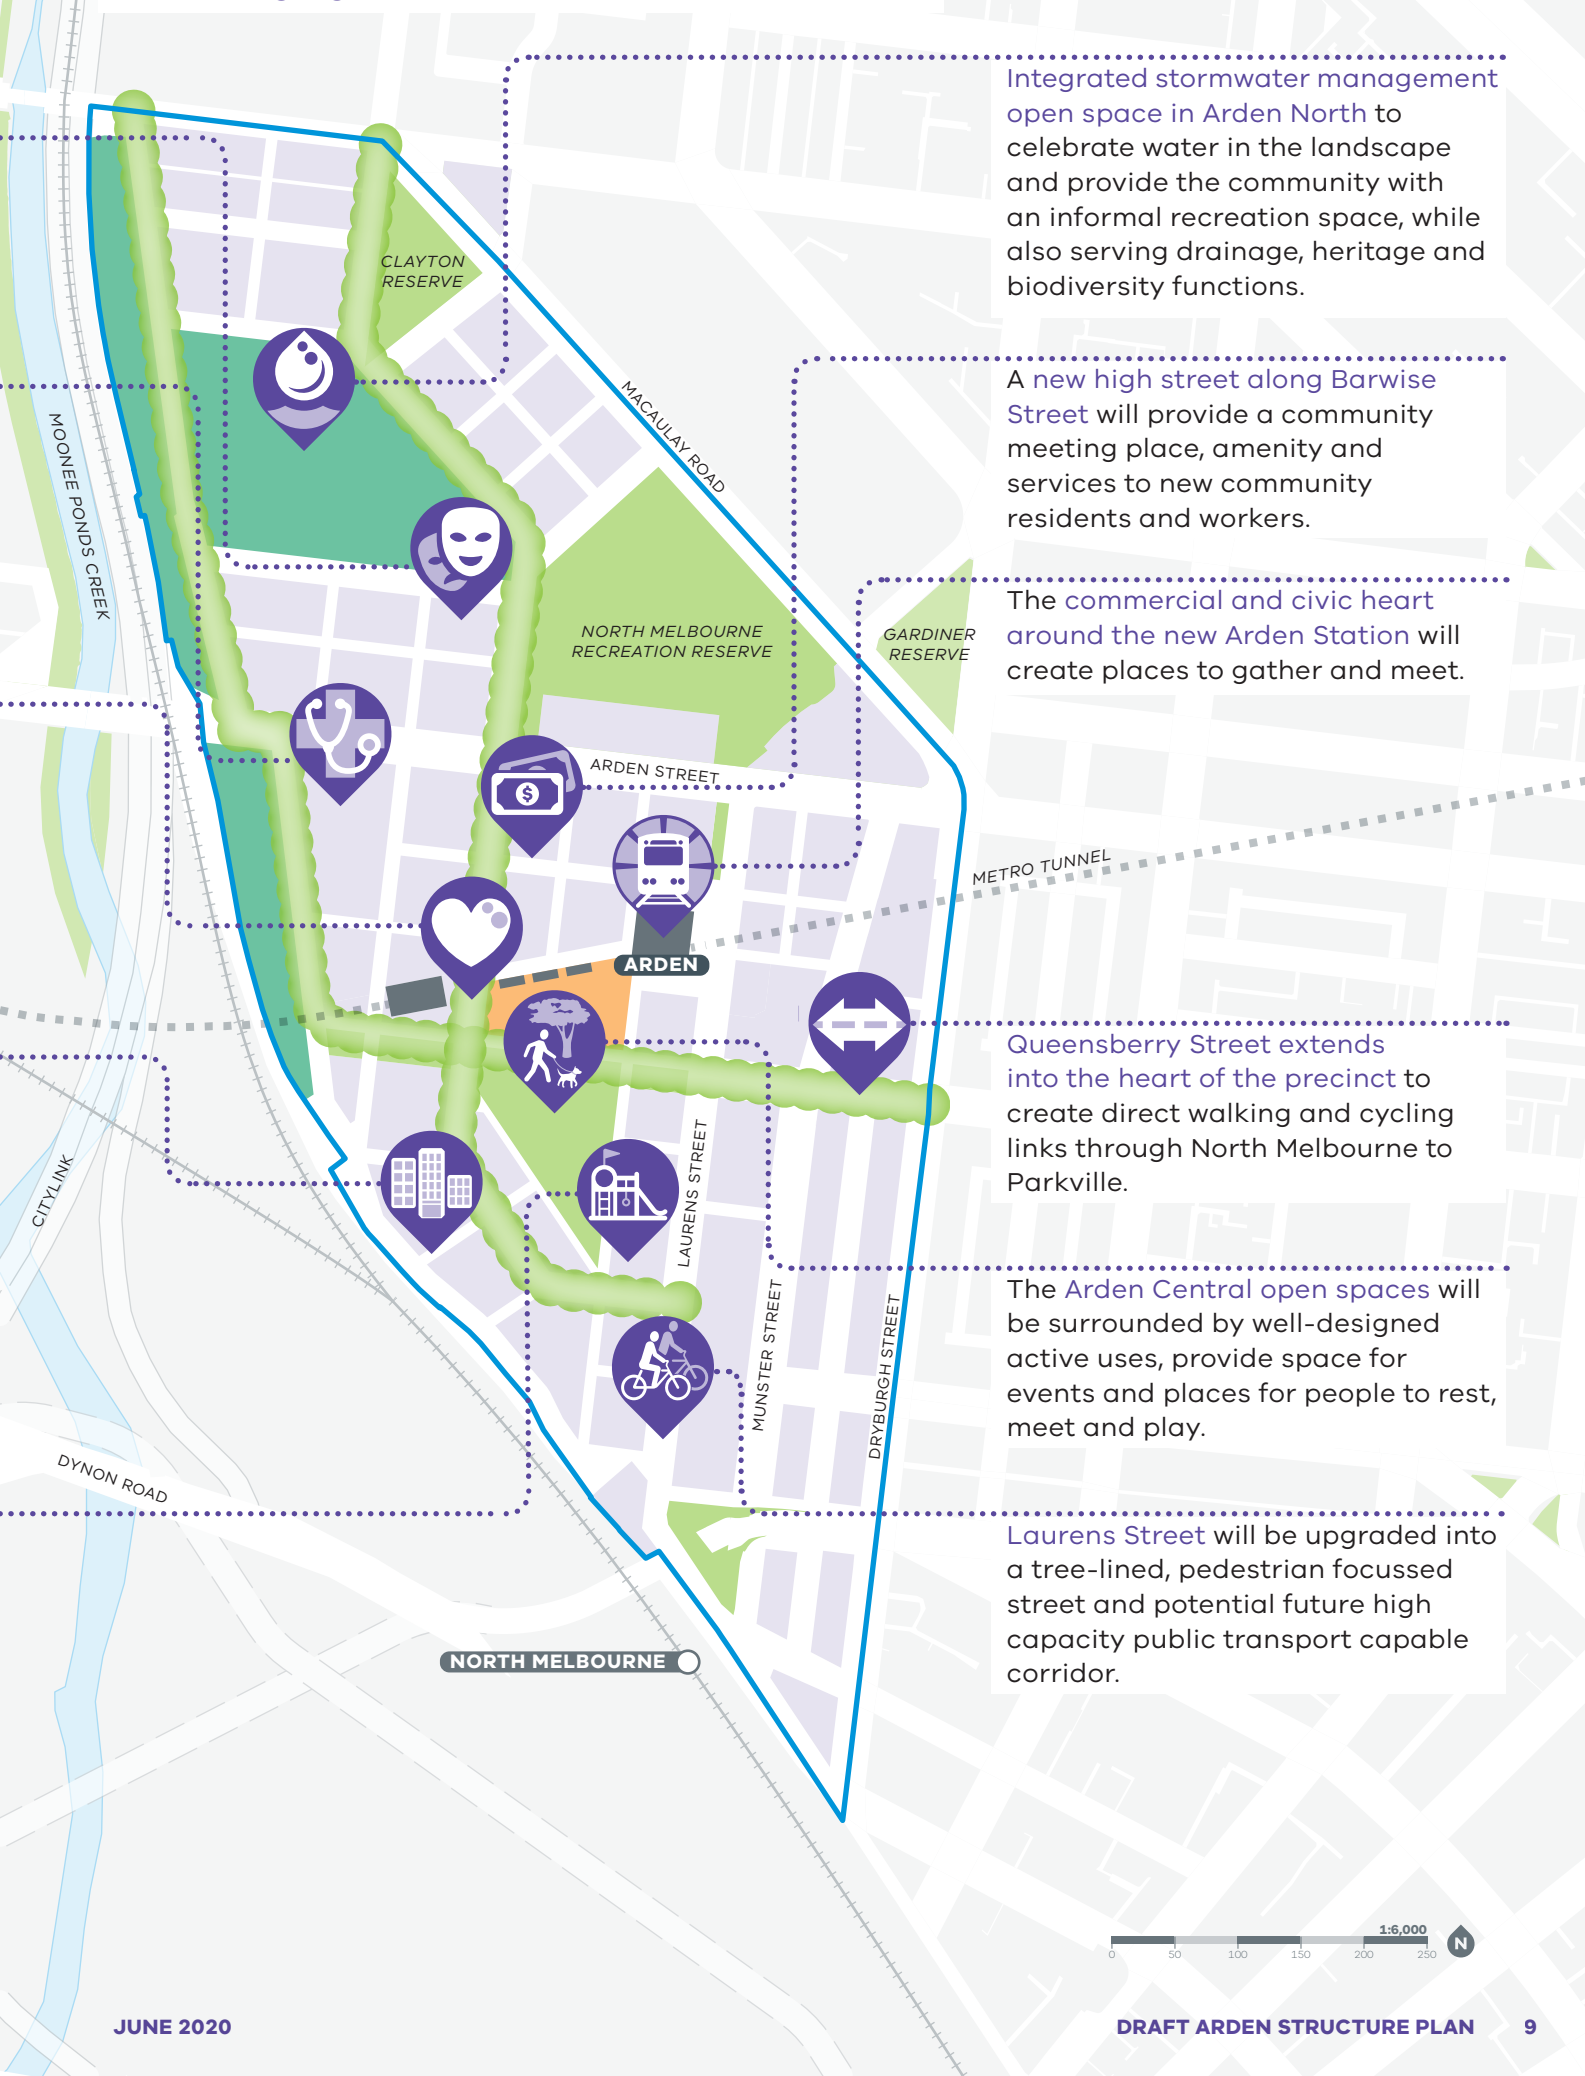 Integrated stormwater management
open space in Arden North to
celebrate water in the landscape
and provide the community with
an informal recreation space, while
also serving drainage, heritage and
biodiversity functions.
A new high street along Barwise
Street will provide a community
meeting place, amenity and
services to new community
residents and workers.
The commercial and civic heart
around the new Arden Station will
create places to gather and meet.
Queensberry Street extends
into the heart of the precinct to
create direct walking and cycling
links through North Melbourne to
Parkville.
The Arden Central open spaces will
be surrounded by well-designed
active uses, provide space for
events and places for people to rest,
meet and play.
Laurens Street will be upgraded into
a tree-lined, pedestrian focussed
street and potential future high
capacity public transport capable
corridor.
CLAYTON
RESERVE
MACAULAY ROAD
MOONEE PONDS CREEK
NORTH MELBOURNE
RECREATION RESERVE
GARDINER
RESERVE
ARDEN STREET
$
METRO TUNNEL
ARDEN
LAURENS STREET
CITYLINK
MUNSTER STREET
DRYBURGH STREET
DYNON ROAD
NORTH MELBOURNE
1:6,000
0 50 100 150 200 250
N
JUNE 2020
DRAFT ARDEN STRUCTURE PLAN 9